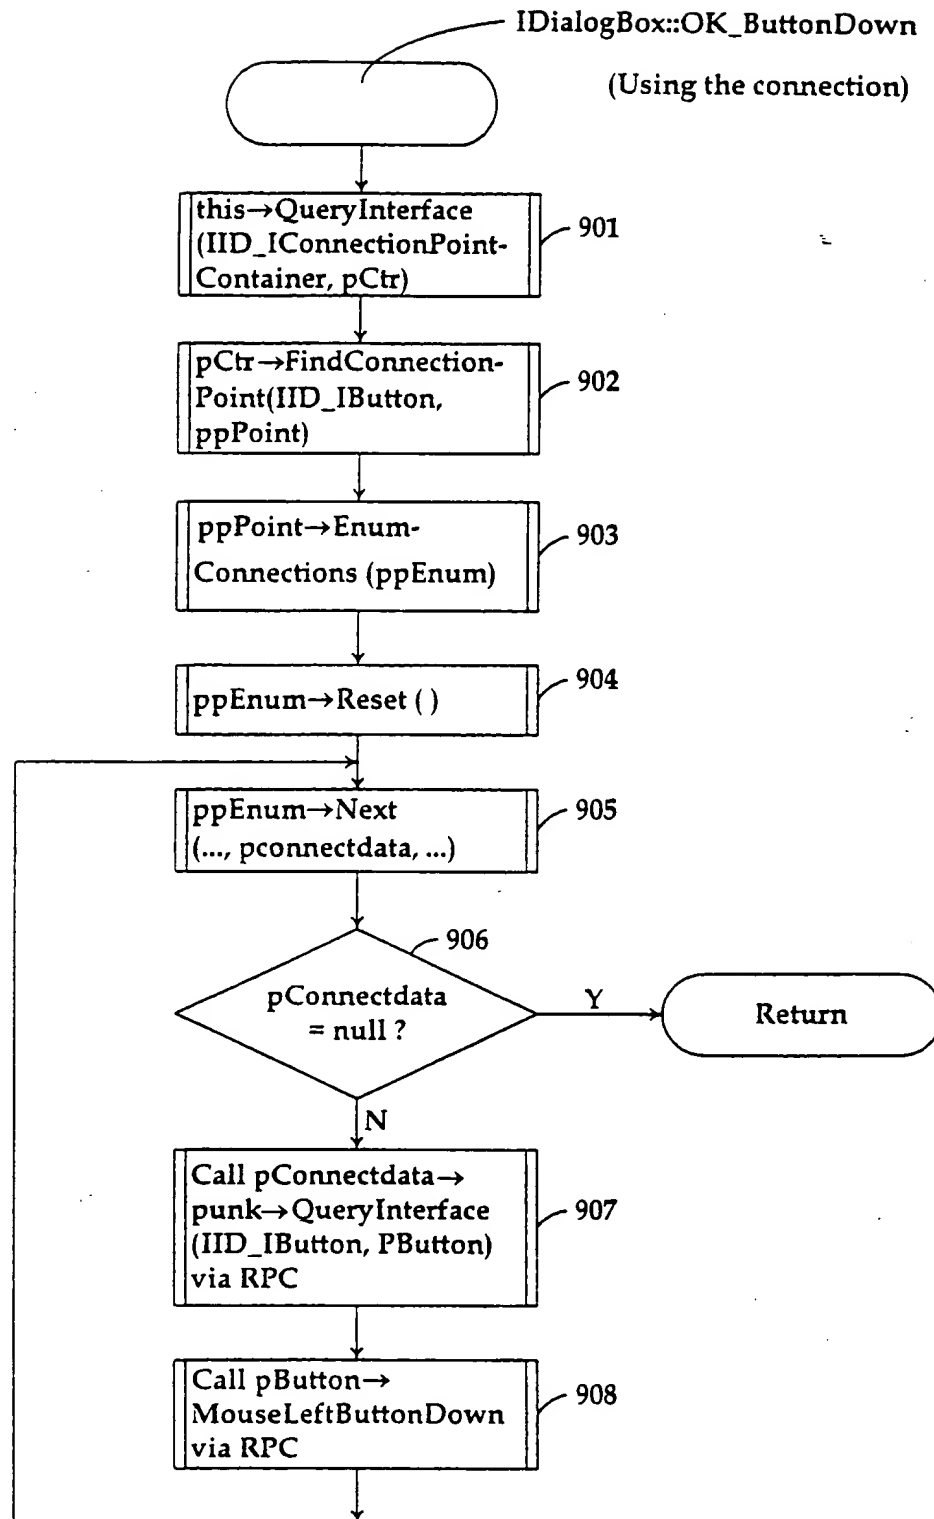 IDialogBox::OK_ButtonDown
(Using the connection)
this→QueryInterface
(IID_IConnectionPoint-
Container, pCtr)
901
pCtr→FindConnection-
Point(IID_IButton,
ppPoint)
902
ppPoint→Enum-
Connections (ppEnum)
903
ppEnum→Reset ( )
904
ppEnum→Next
(..., pconnectdata, ...)
905
906
pConnectdata
= null ?
Y
Return
N
Call pConnectdata→
punk→QueryInterface
(IID_IButton, PButton)
via RPC
907
Call pButton→
MouseLeftButtonDown
via RPC
908